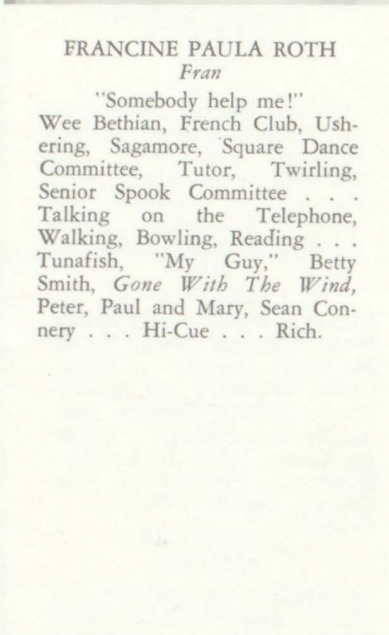 FRANCINE PAULA ROTH
Fran
"Somebody help me!"
Wee Bethian, French Club, Ush-
ering, Sagamore, Square Dance
Committee, Tutor, Twirling,
Senior Spook Committee . . .
Talking on the Telephone,
Walking, Bowling, Reading . . .
Tunafish, "My Guy," Betty
Smith, Gone With The Wind,
Peter, Paul and Mary, Sean Con-
nery . . . Hi-Cue . . . Rich.